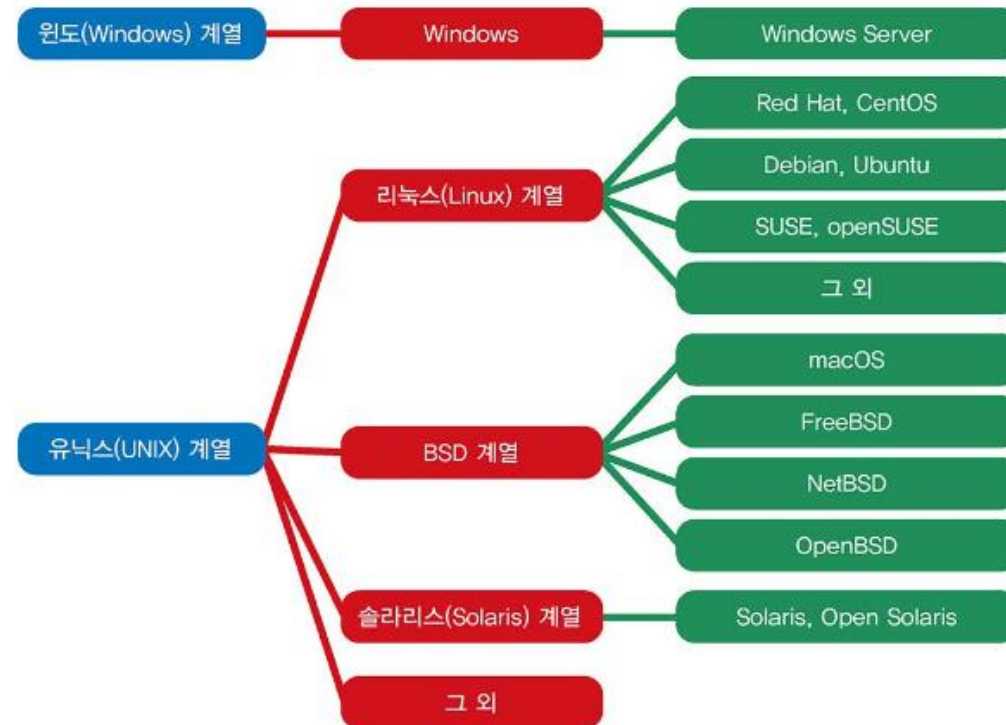 윈도(Windows) 계열
Windows
Windows Server
유닉스(UNIX) 계열
리눅스(Linux) 계열
Red Hat, CentOS
Debian, Ubuntu
SUSE, openSUSE
그 외
BSD 계열
macOS
FreeBSD
NetBSD
OpenBSD
솔라리스(Solaris) 계열
Solaris, Open Solaris
그 외